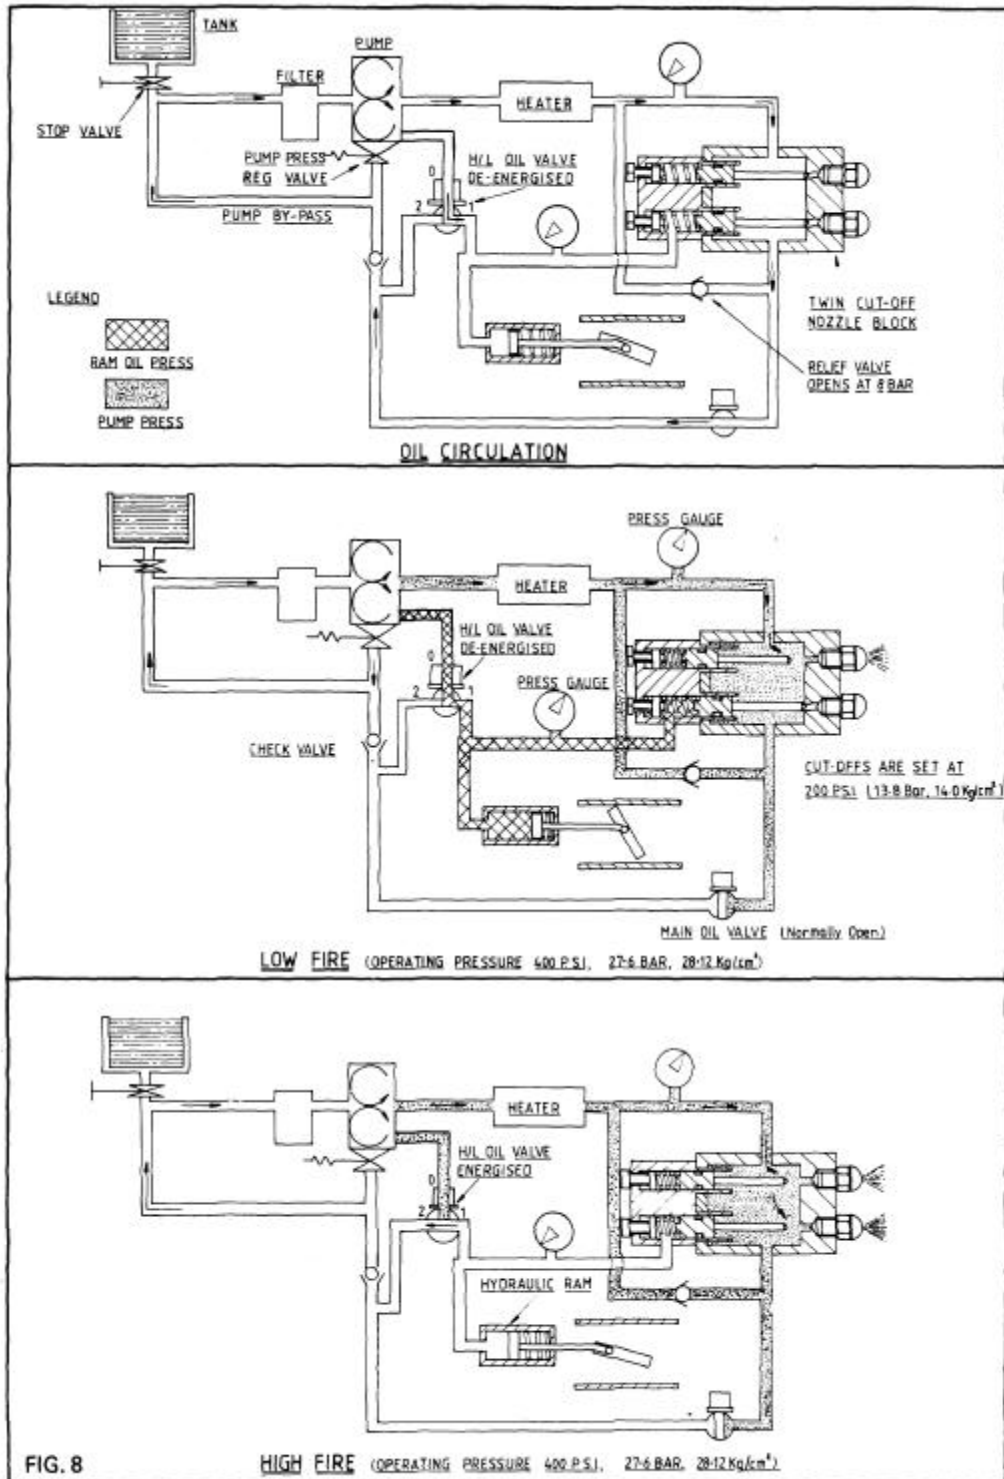 TANK
PUMP
FILTER
HEATER
STOP VALVE
PUMP PRESS
REG VALVE
H/L OIL VALVE
DE-ENERGISED
0
2
1
PUMP BY-PASS
LEGEND
RAM OIL PRESS
PUMP PRESS
TWIN CUT-OFF
NOZZLE BLOCK
RELIEF VALVE
OPENS AT 8 BAR
OIL CIRCULATION
PRESS GAUGE
HEATER
H/L OIL VALVE
DE-ENERGISED
0
2
1
PRESS GAUGE
CHECK VALVE
CUT-OFFS ARE SET AT
200 P.S.I (13·8 Bar, 14·0 Kg/cm²)
MAIN OIL VALVE (Normally Open)
LOW FIRE (OPERATING PRESSURE 400 P.S.I, 27·6 BAR, 28·12 Kg/cm²)
HEATER
H/L OIL VALVE
ENERGISED
0
2
1
HYDRAULIC RAM
FIG. 8
HIGH FIRE (OPERATING PRESSURE 400 P.S.I, 27·6 BAR, 28·12 Kg/cm²)